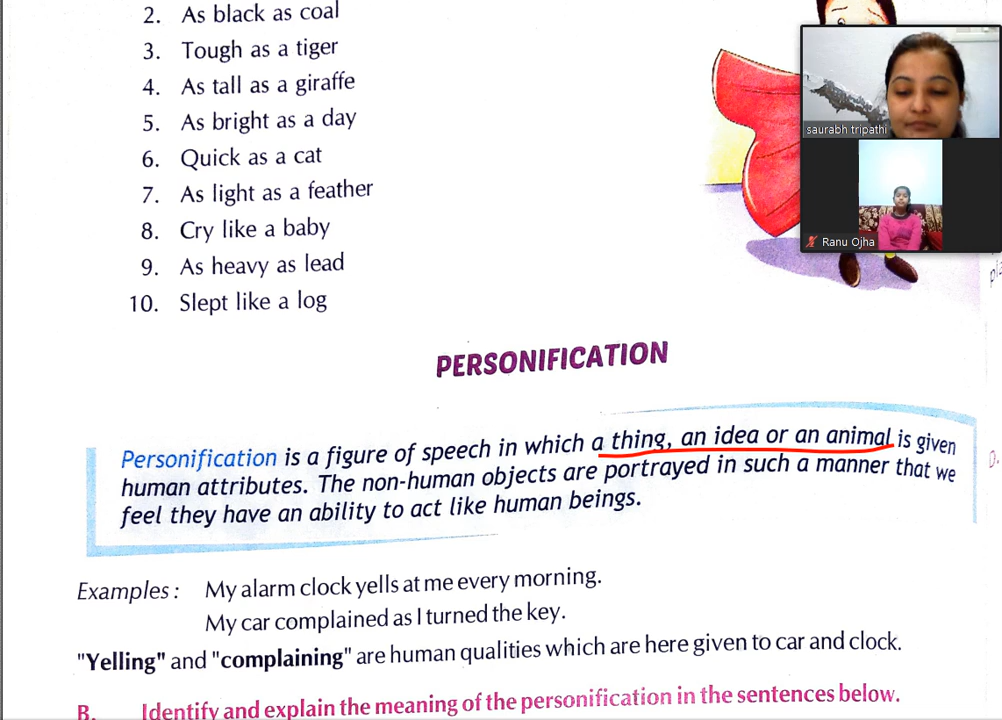 2. As black as coal
3. Tough as a tiger
4. As tall as a giraffe
5. As bright as a day
6. Quick as a cat
7. As light as a feather
8. Cry like a baby
9. As heavy as lead
10. Slept like a log
saurabh tripathi
Ranu Ojha
PERSONIFICATION
Personification is a figure of speech in which a thing, an idea or an animal is given
human attributes. The non-human objects are portrayed in such a manner that we
feel they have an ability to act like human beings.
Examples : My alarm clock yells at me every morning.
My car complained as I turned the key.
"Yelling" and "complaining" are human qualities which are here given to car and clock.
B. Identify and explain the meaning of the personification in the sentences below.